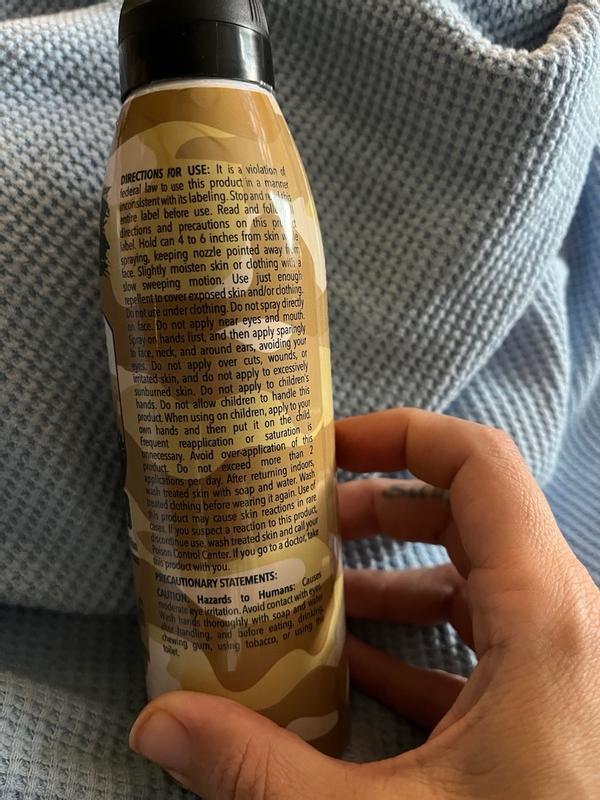 DIRECTIONS FOR USE: It is a violation of
federal law to use this product in a manner
inconsistent with its labeling. Stop and read this
entire label before use. Read and follow
directions and precautions on this product
label. Hold can 4 to 6 inches from skin while
spraying, keeping nozzle pointed away from
face. Slightly moisten skin or clothing with a
slow sweeping motion. Use just enough
repellent to cover exposed skin and/or clothing.
Do not use under clothing. Do not spray directly
on face. Do not apply near eyes and mouth.
Spray on hands first, and then apply sparingly
to face, neck, and around ears, avoiding your
eyes. Do not apply over cuts, wounds, or
irritated skin, and do not apply to excessively
sunburned skin. Do not apply to children's
hands. Do not allow children to handle this
product. When using on children, apply to your
own hands and then put it on the child.
Frequent reapplication or saturation is
unnecessary. Avoid over-application of this
product. Do not exceed more than 2
applications per day. After returning indoors,
wash treated skin with soap and water. Wash
treated clothing before wearing it again. Use of
this product may cause skin reactions in rare
cases. If you suspect a reaction to this product,
discontinue use, wash treated skin and call your
Poison Control Center. If you go to a doctor, take
this product with you.
PRECAUTIONARY STATEMENTS:
CAUTION. Hazards to Humans: Causes
moderate eye irritation. Avoid contact with eyes.
Wash hands thoroughly with soap and water
after handling, and before eating, drinking,
chewing gum, using tobacco, or using the
toilet.